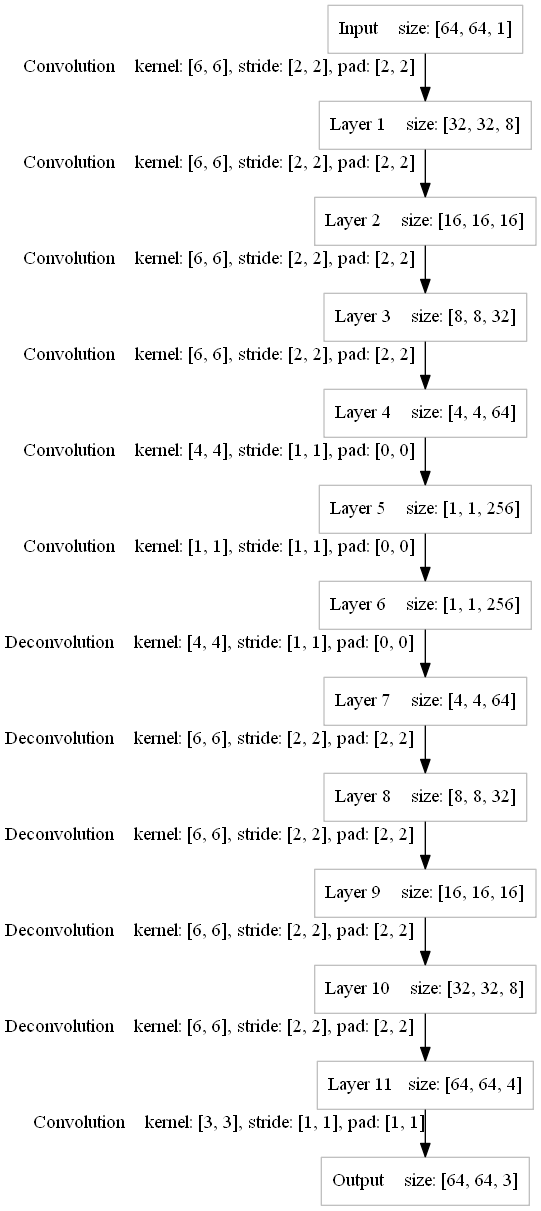 Input size: [64, 64, 1]
Convolution kernel: [6, 6], stride: [2, 2], pad: [2, 2]
Layer 1 size: [32, 32, 8]
Convolution kernel: [6, 6], stride: [2, 2], pad: [2, 2]
Layer 2 size: [16, 16, 16]
Convolution kernel: [6, 6], stride: [2, 2], pad: [2, 2]
Layer 3 size: [8, 8, 32]
Convolution kernel: [6, 6], stride: [2, 2], pad: [2, 2]
Layer 4 size: [4, 4, 64]
Convolution kernel: [4, 4], stride: [1, 1], pad: [0, 0]
Layer 5 size: [1, 1, 256]
Convolution kernel: [1, 1], stride: [1, 1], pad: [0, 0]
Layer 6 size: [1, 1, 256]
Deconvolution kernel: [4, 4], stride: [1, 1], pad: [0, 0]
Layer 7 size: [4, 4, 64]
Deconvolution kernel: [6, 6], stride: [2, 2], pad: [2, 2]
Layer 8 size: [8, 8, 32]
Deconvolution kernel: [6, 6], stride: [2, 2], pad: [2, 2]
Layer 9 size: [16, 16, 16]
Deconvolution kernel: [6, 6], stride: [2, 2], pad: [2, 2]
Layer 10 size: [32, 32, 8]
Deconvolution kernel: [6, 6], stride: [2, 2], pad: [2, 2]
Layer 11 size: [64, 64, 4]
Convolution kernel: [3, 3], stride: [1, 1], pad: [1, 1]
Output size: [64, 64, 3]